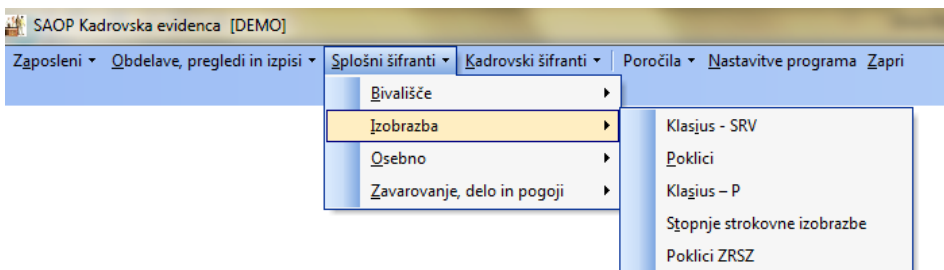 SAOP Kadrovska evidenca [DEMO]
Zaposleni Obdelave, pregledi in izpisi Splošni šifranti Kadrovski šifranti Poročila Nastavitve programa Zapri
Bivališče
Izobrazba
Osebno
Zavarovanje, delo in pogoji
Klasius - SRV
Poklici
Klasius – P
Stopnje strokovne izobrazbe
Poklici ZRSZ